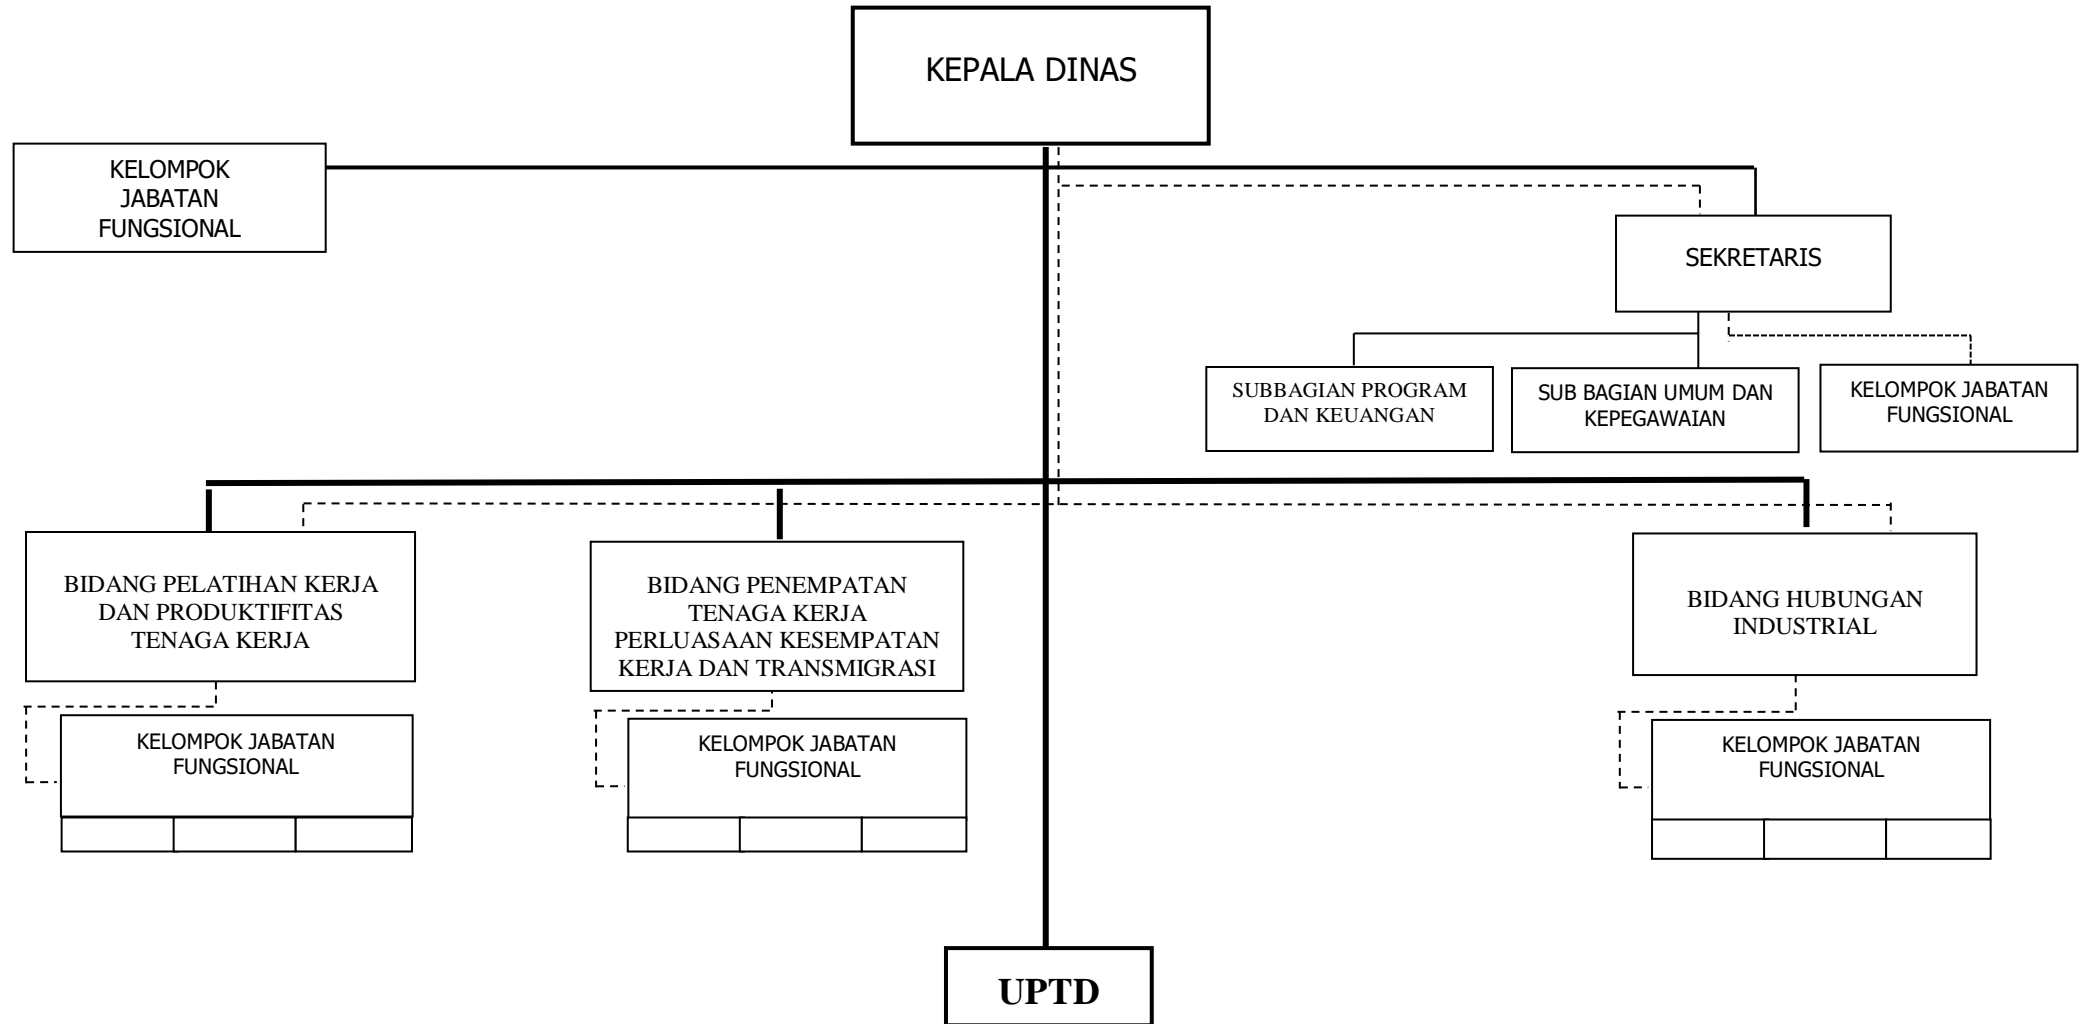 KEPALA DINAS
KELOMPOK
JABATAN
FUNGSIONAL
SEKRETARIS
SUBBAGIAN PROGRAM
DAN KEUANGAN
SUB BAGIAN UMUM DAN
KEPEGAWAIAN
KELOMPOK JABATAN
FUNGSIONAL
BIDANG PELATIHAN KERJA
DAN PRODUKTIFITAS
TENAGA KERJA
BIDANG PENEMPATAN
TENAGA KERJA
PERLUASAAN KESEMPATAN
KERJA DAN TRANSMIGRASI
BIDANG HUBUNGAN
INDUSTRIAL
KELOMPOK JABATAN
FUNGSIONAL
KELOMPOK JABATAN
FUNGSIONAL
KELOMPOK JABATAN
FUNGSIONAL
UPTD